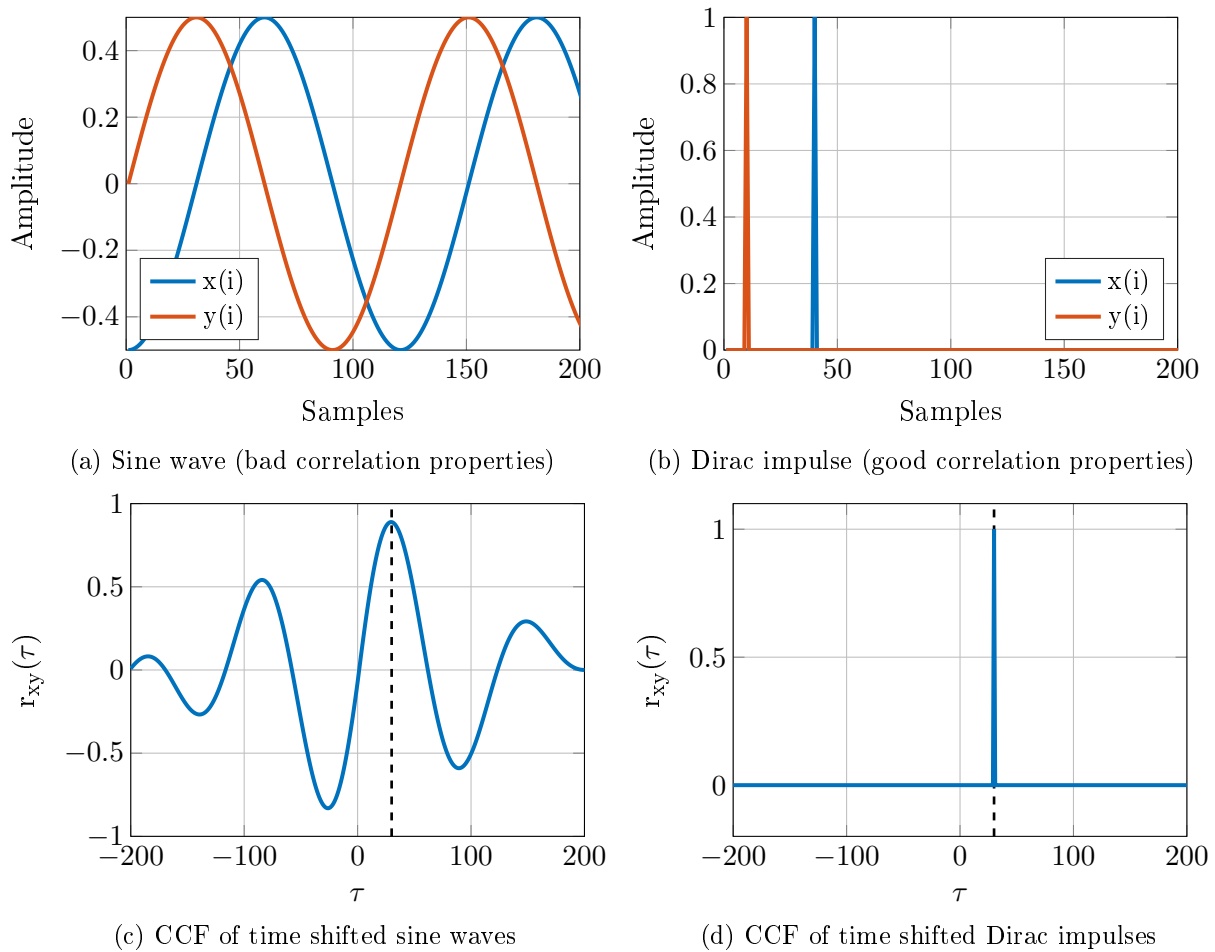 0.4
0.2
0
−0.2
−0.4
0 50 100 150 200
Amplitude
Samples
x(i)
y(i)
(a) Sine wave (bad correlation properties)
1
0.8
0.6
0.4
0.2
0
0 50 100 150 200
Amplitude
Samples
x(i)
y(i)
(b) Dirac impulse (good correlation properties)
1
0.5
0
−0.5
−1
−200 −100 0 100 200
r_xy(τ)
τ
(c) CCF of time shifted sine waves
1
0.5
0
−200 −100 0 100 200
r_xy(τ)
τ
(d) CCF of time shifted Dirac impulses